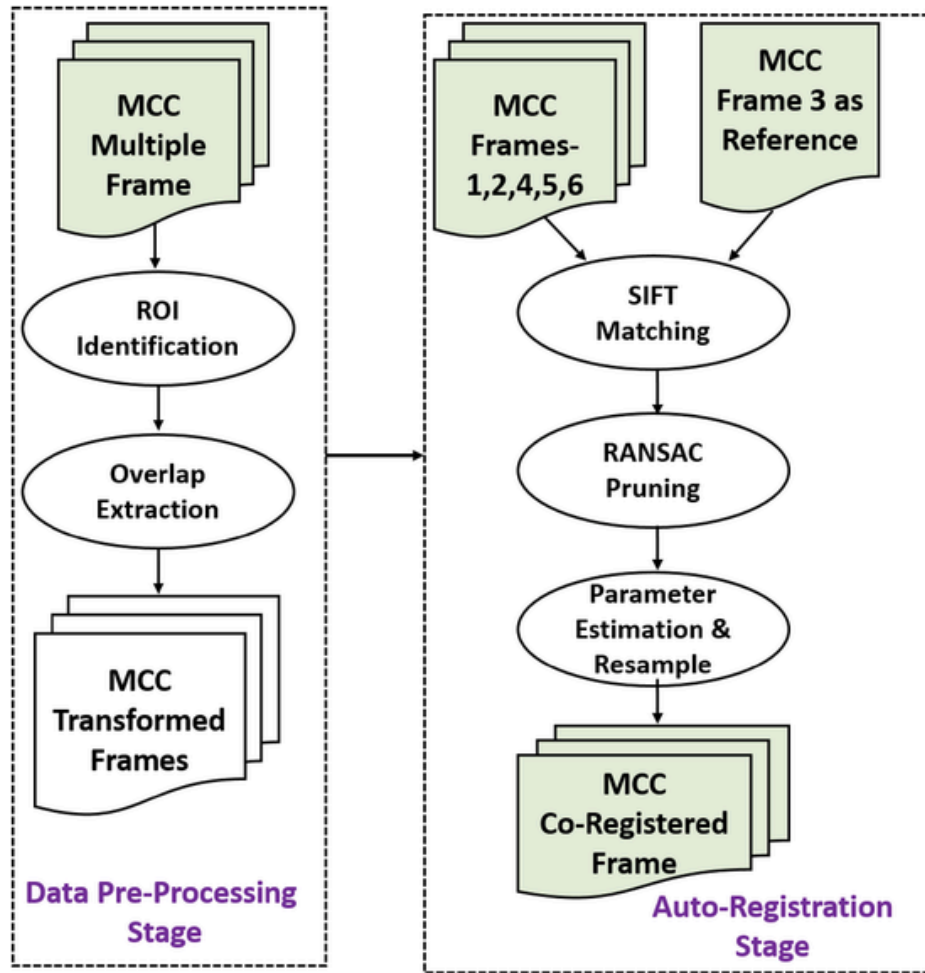 MCC
Multiple
Frame
ROI
Identification
Overlap
Extraction
MCC
Transformed
Frames
Data Pre-Processing
Stage
MCC
Frames-
1,2,4,5,6
MCC
Frame 3 as
Reference
SIFT
Matching
RANSAC
Pruning
Parameter
Estimation &
Resample
MCC
Co-Registered
Frame
Auto-Registration
Stage